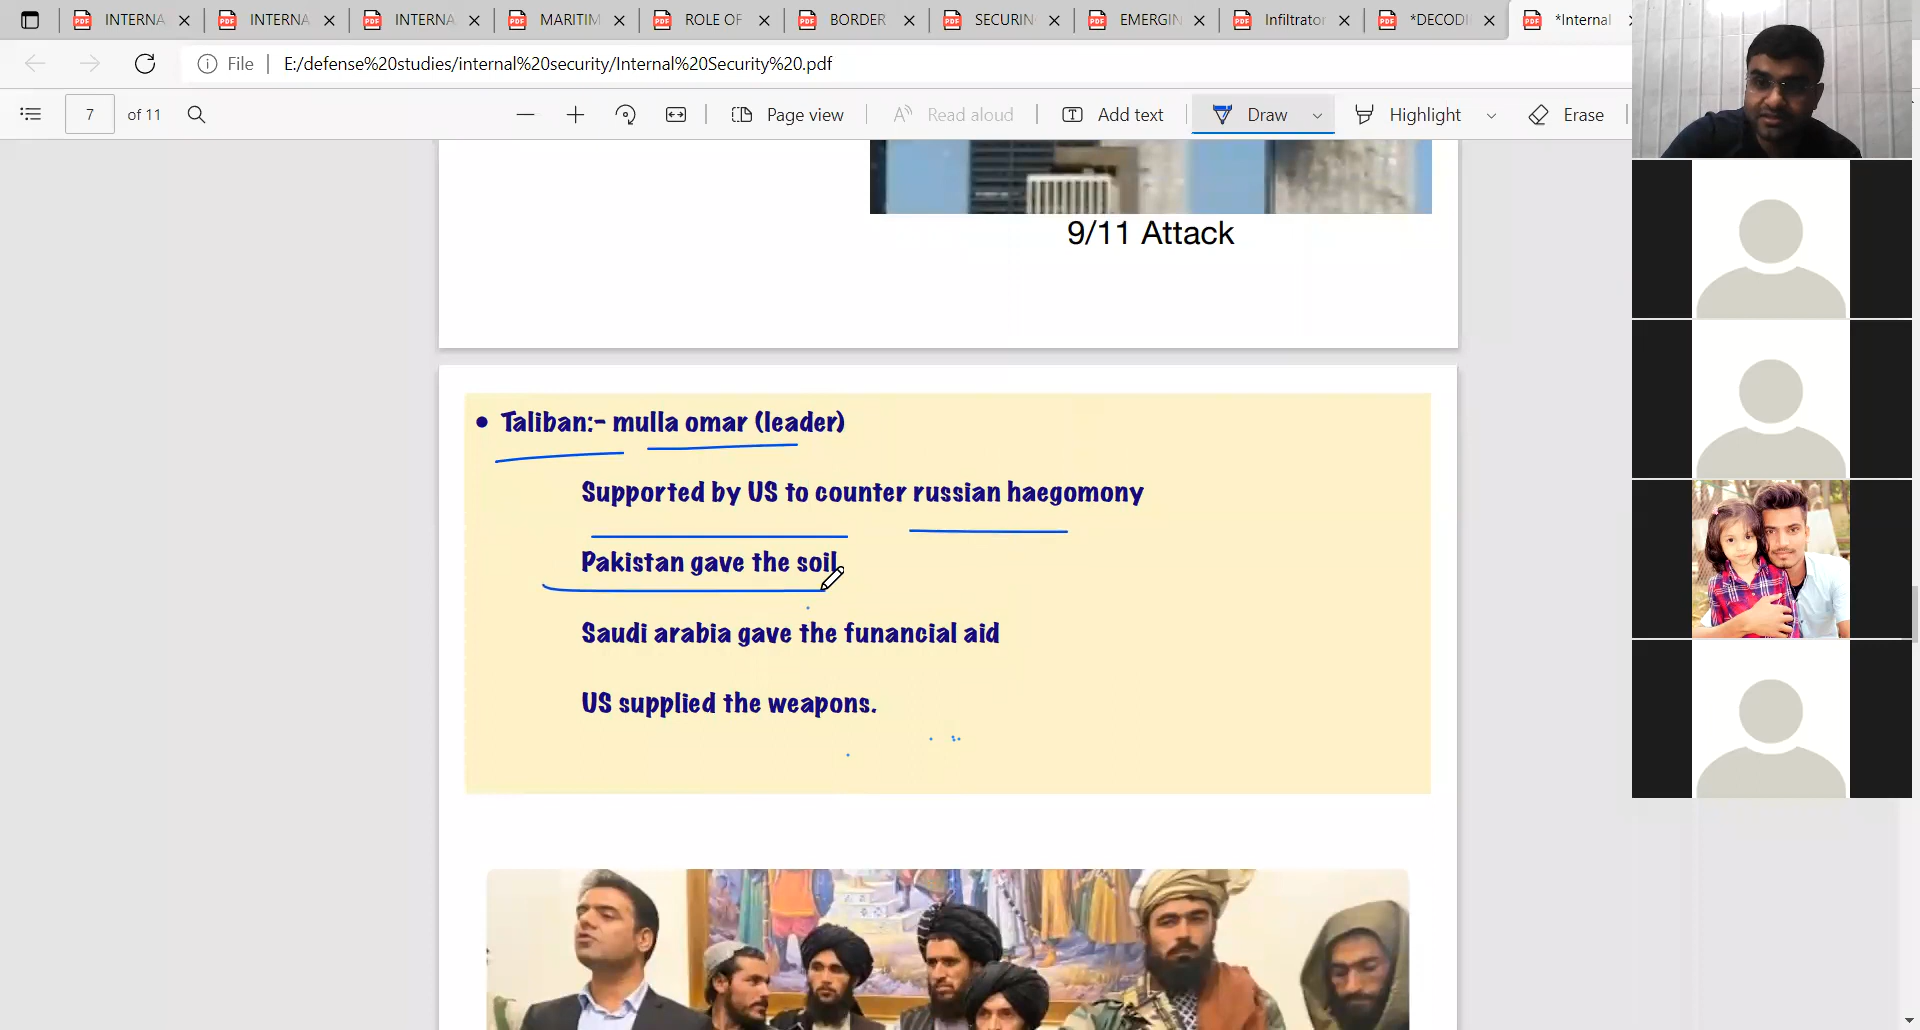 INTERNA
INTERNA
INTERNA
MARITIM
ROLE OF
BORDER
SECURIN
EMERGIN
Infiltrator
*DECODI
*Internal
File
E:/defense%20studies/internal%20security/Internal%20Security%20.pdf
7 of 11
Page view
Read aloud
Add text
Draw
Highlight
Erase
9/11 Attack
• Taliban:- mulla omar (leader)
Supported by US to counter russian haegomony
Pakistan gave the soil
Saudi arabia gave the funancial aid
US supplied the weapons.